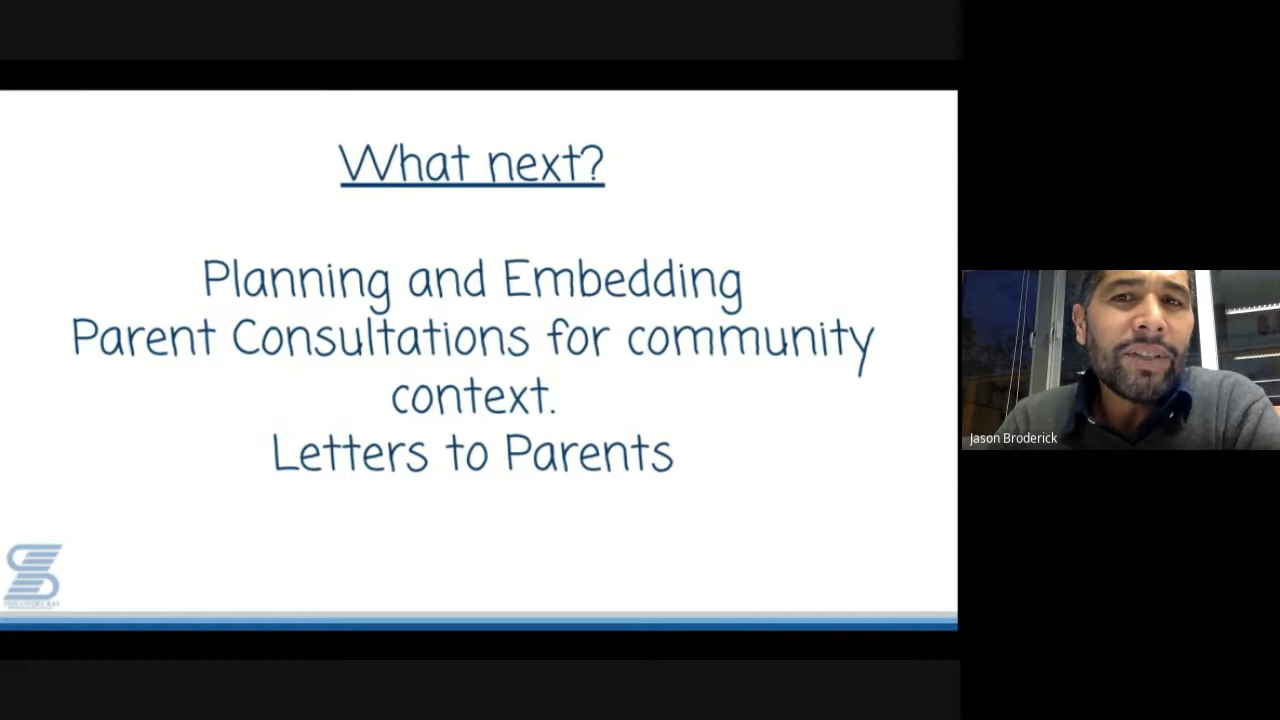 What next?
Planning and Embedding
Parent Consultations for community
context.
Letters to Parents
Jason Broderick